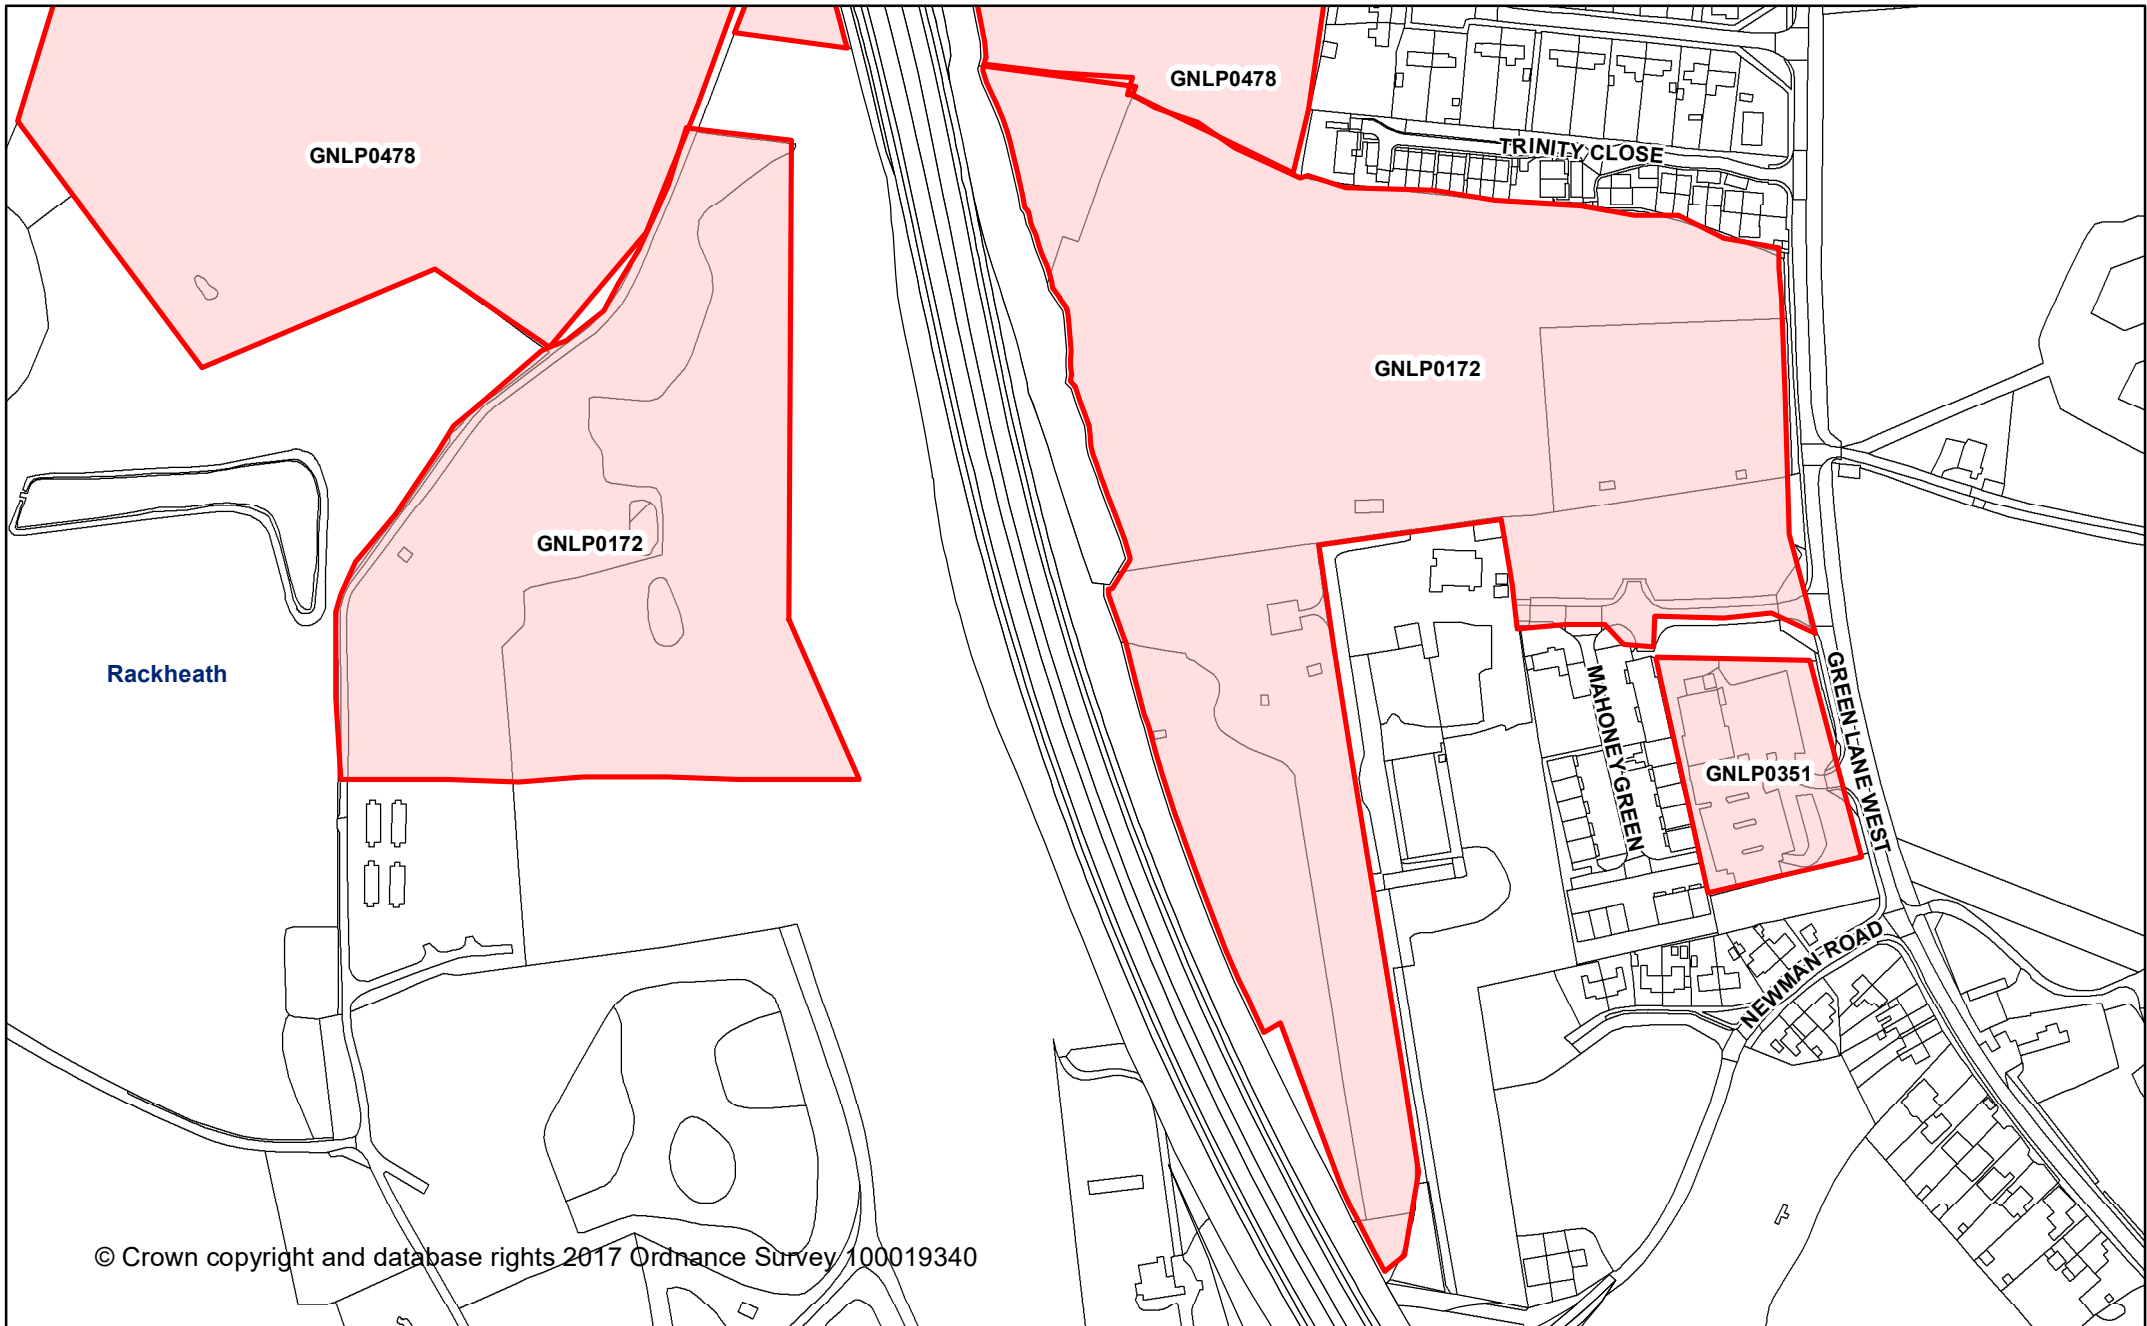 GNLP0478
GNLP0478
TRINITY CLOSE
GNLP0172
GNLP0172
Rackheath
MAHONEY GREEN
GREEN LANE WEST
GNLP0351
NEWMAN ROAD
© Crown copyright and database rights 2017 Ordnance Survey 100019340